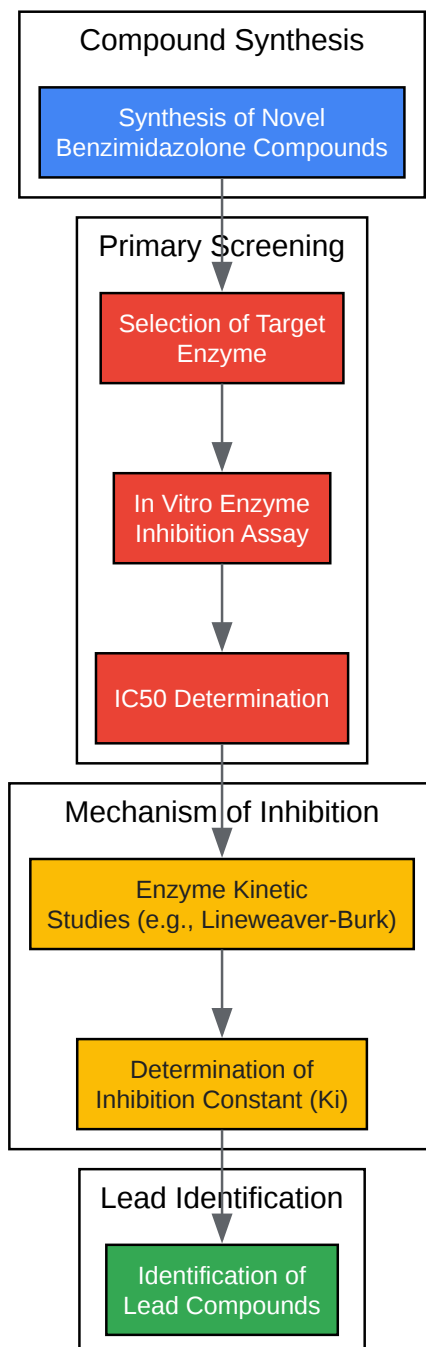 Compound Synthesis
Synthesis of Novel
Benzimidazolone Compounds
Primary Screening
Selection of Target
Enzyme
In Vitro Enzyme
Inhibition Assay
IC50 Determination
Mechanism of Inhibition
Enzyme Kinetic
Studies (e.g., Lineweaver-Burk)
Determination of
Inhibition Constant (Ki)
Lead Identification
Identification of
Lead Compounds